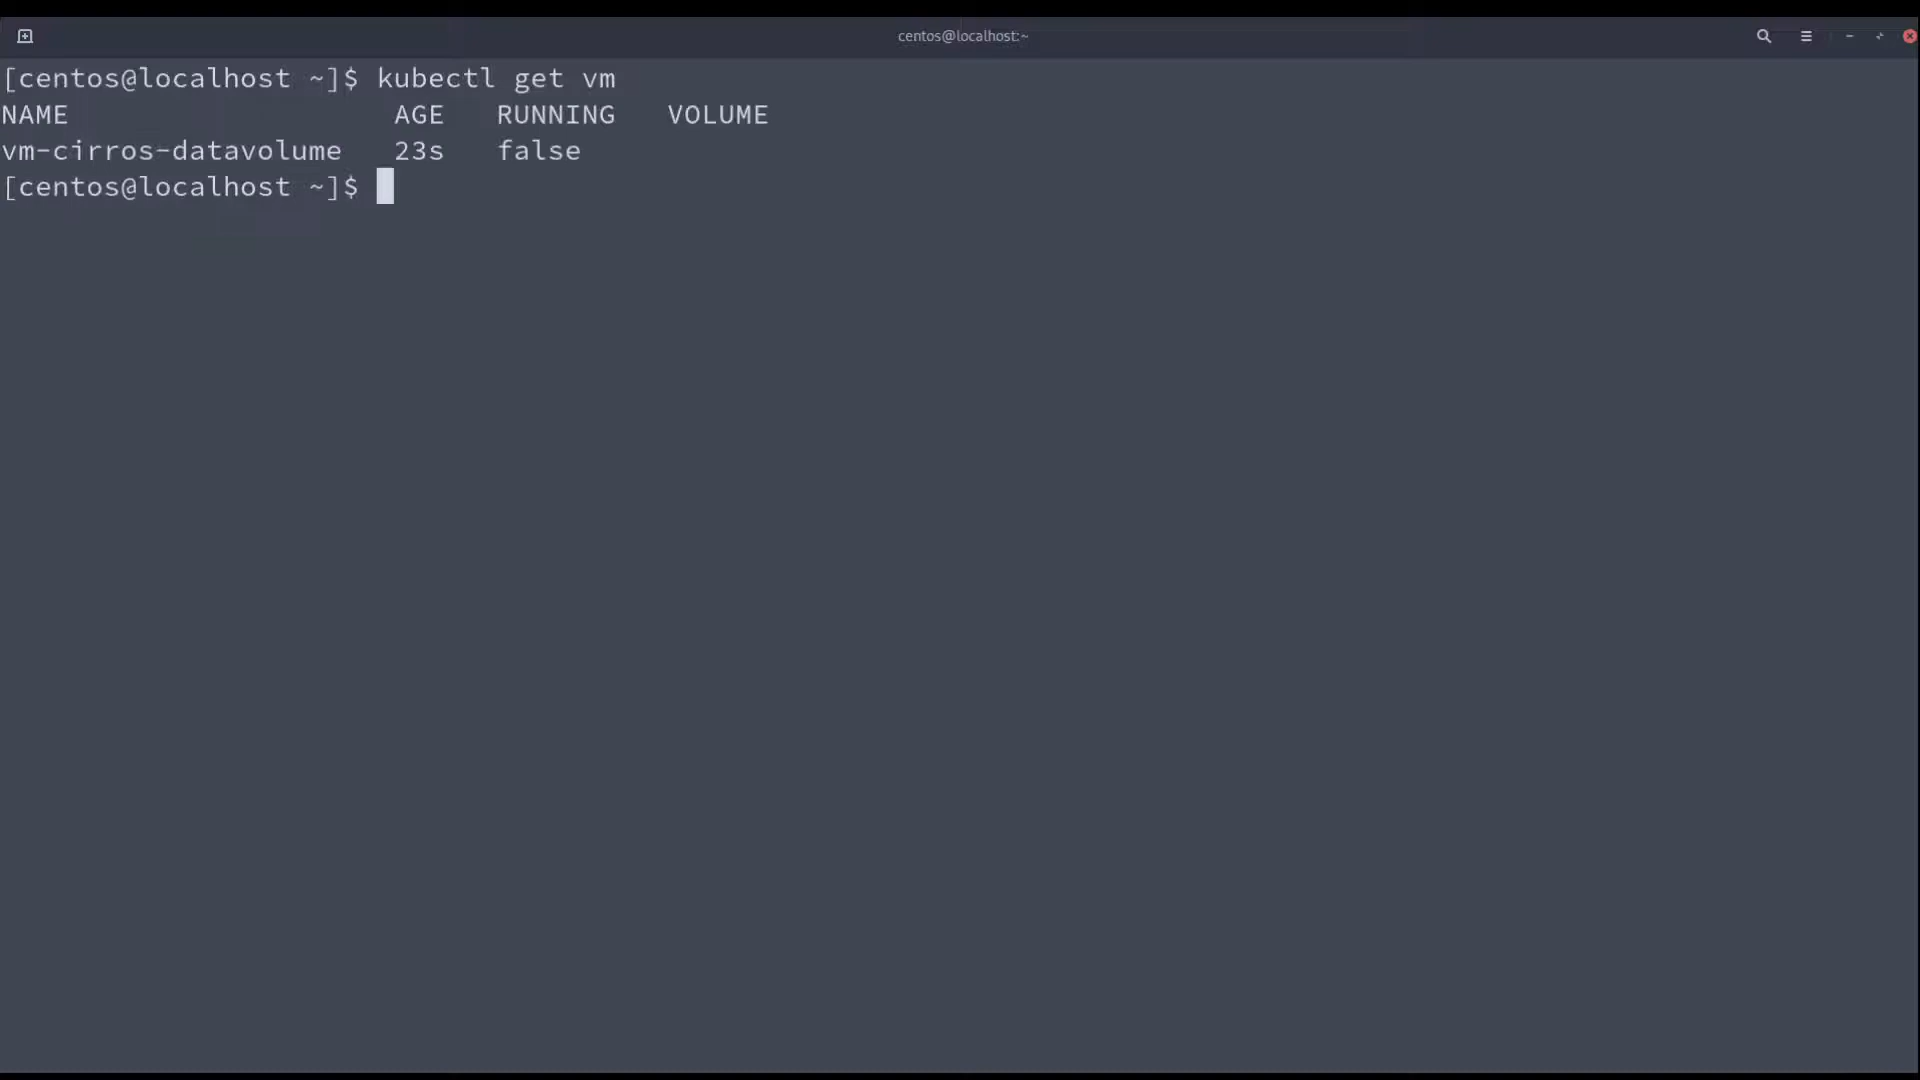 centos@localhost:~
[centos@localhost ~]$ kubectl get vm
NAME AGE RUNNING VOLUME
vm-cirros-datavolume 23s false
[centos@localhost ~]$